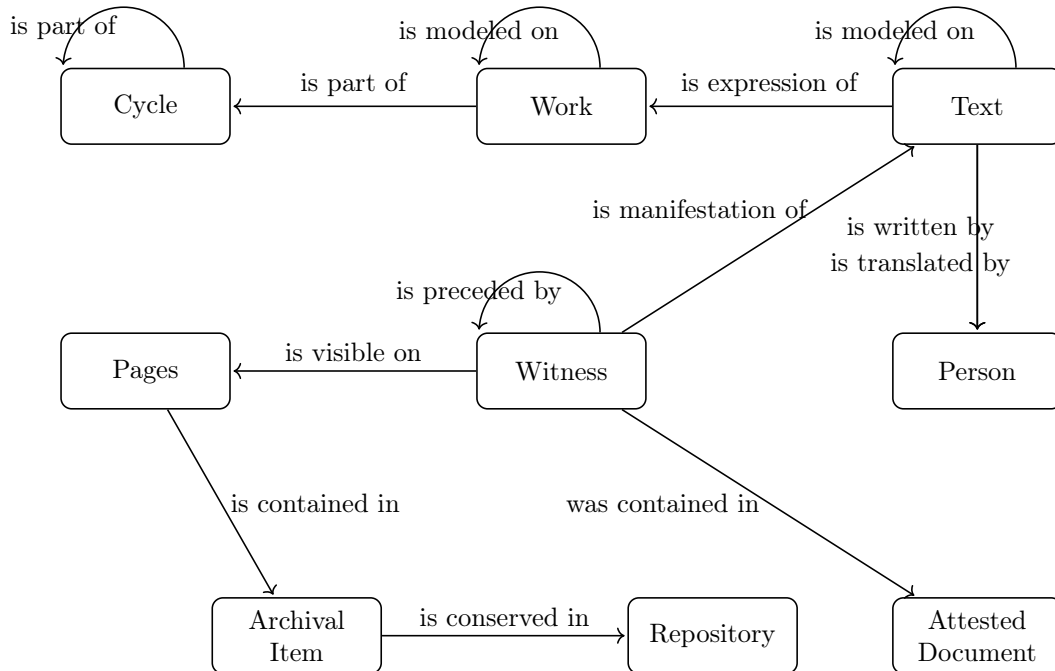 is part of
is modeled on
is modeled on
Cycle
is part of
Work
is expression of
Text
is manifestation of
is written by
is translated by
is preceded by
Pages
is visible on
Witness
Person
is contained in
was contained in
Archival
Item
is conserved in
Repository
Attested
Document